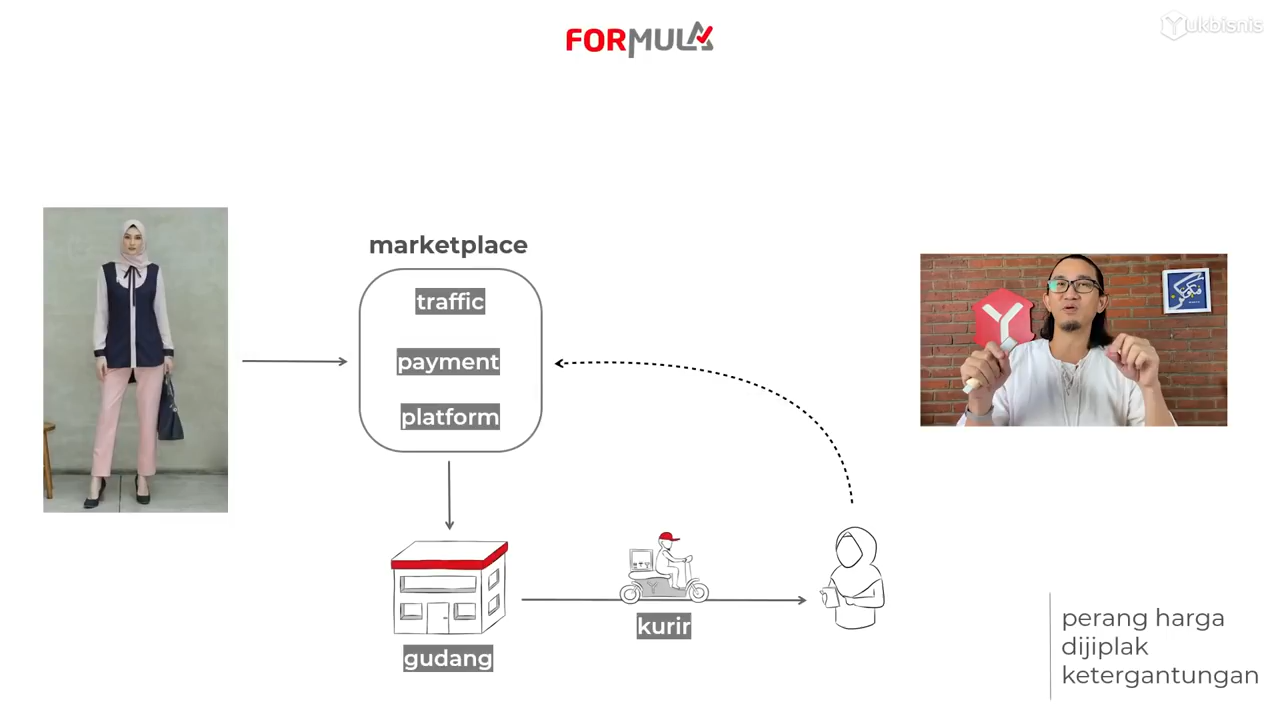 FORMULA
Yukbisnis
marketplace
traffic
payment
platform
gudang
kurir
perang harga
dijiplak
ketergantungan